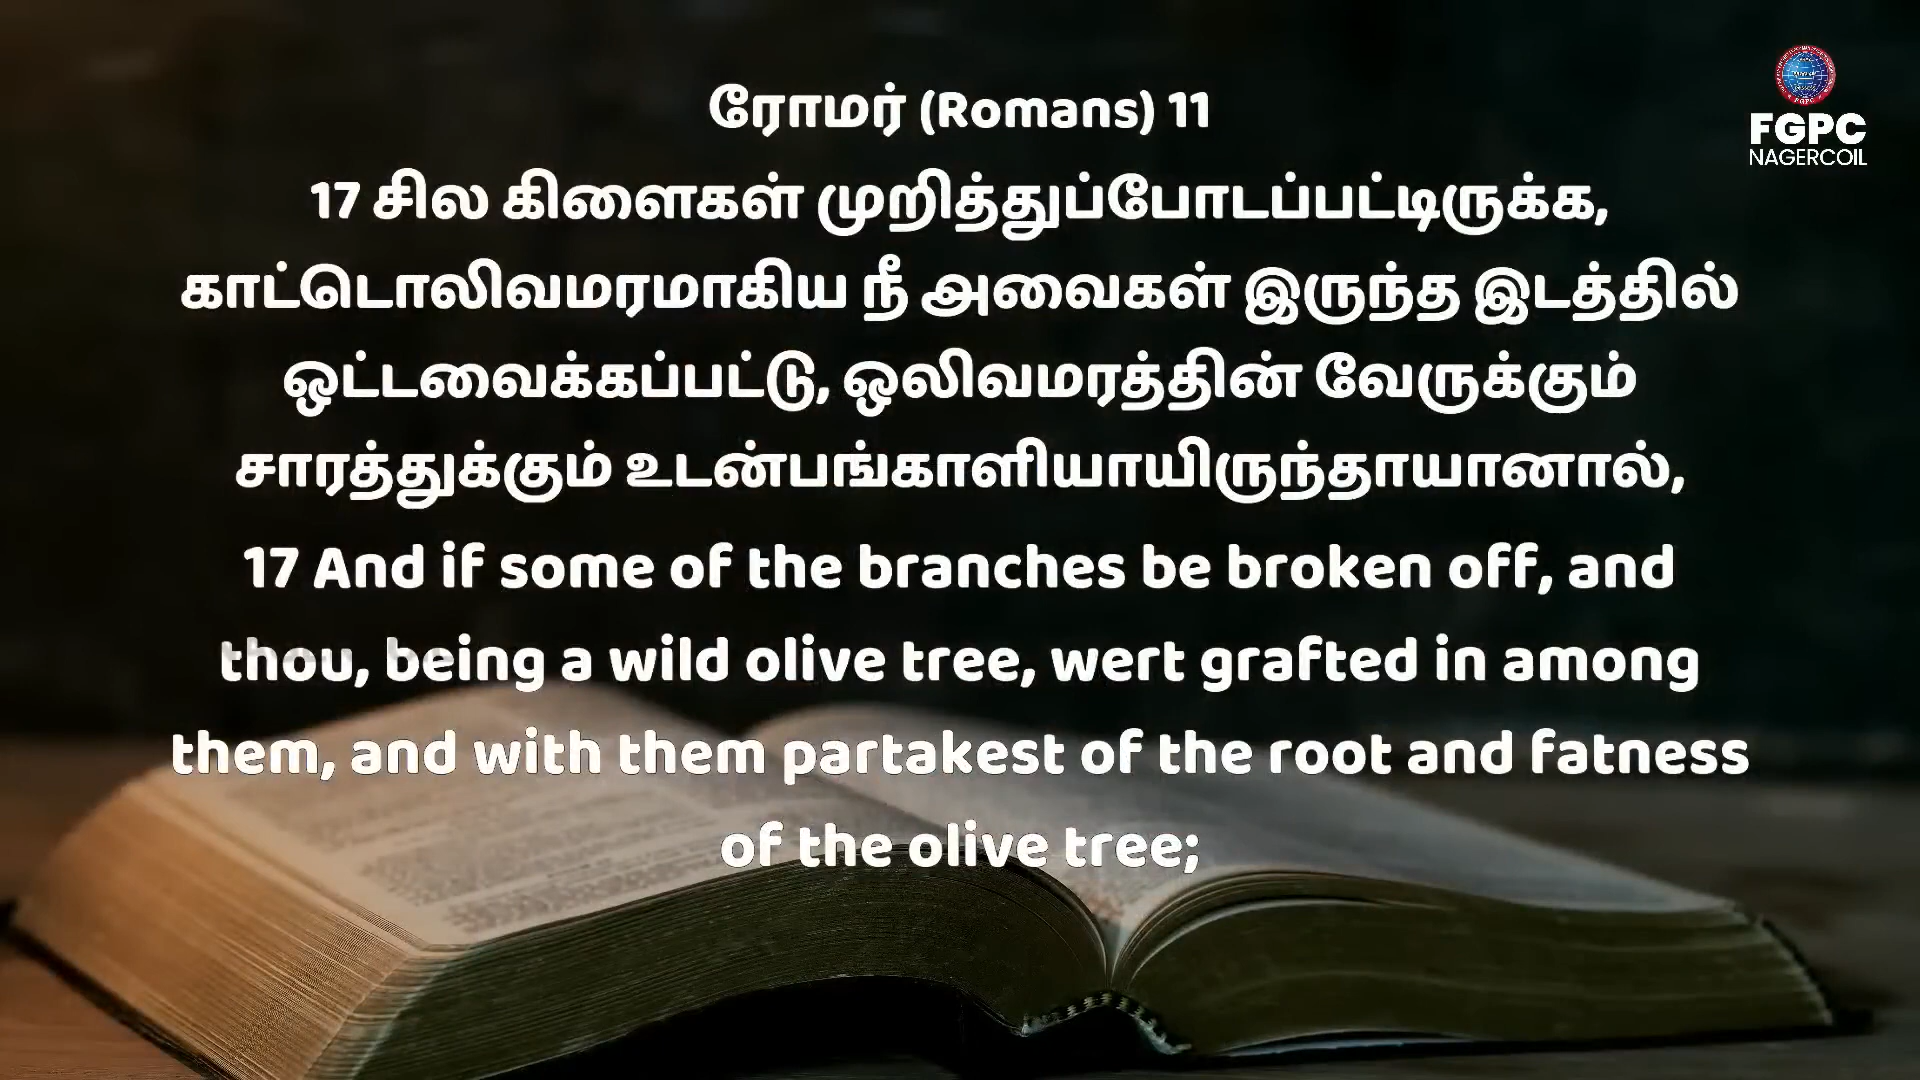 ரோமர் (Romans) 11
17 சில கிளைகள் முறித்துப்போடப்பட்டிருக்க,
காட்டொலிவமரமாகிய நீ அவைகள் இருந்த இடத்தில்
ஒட்டவைக்கப்பட்டு, ஒலிவமரத்தின் வேருக்கும்
சாரத்துக்கும் உடன்பங்காளியாயிருந்தாயானால்,
17 And if some of the branches be broken off, and
thou, being a wild olive tree, wert grafted in among
them, and with them partakest of the root and fatness
of the olive tree;
FGPC
NAGERCOIL